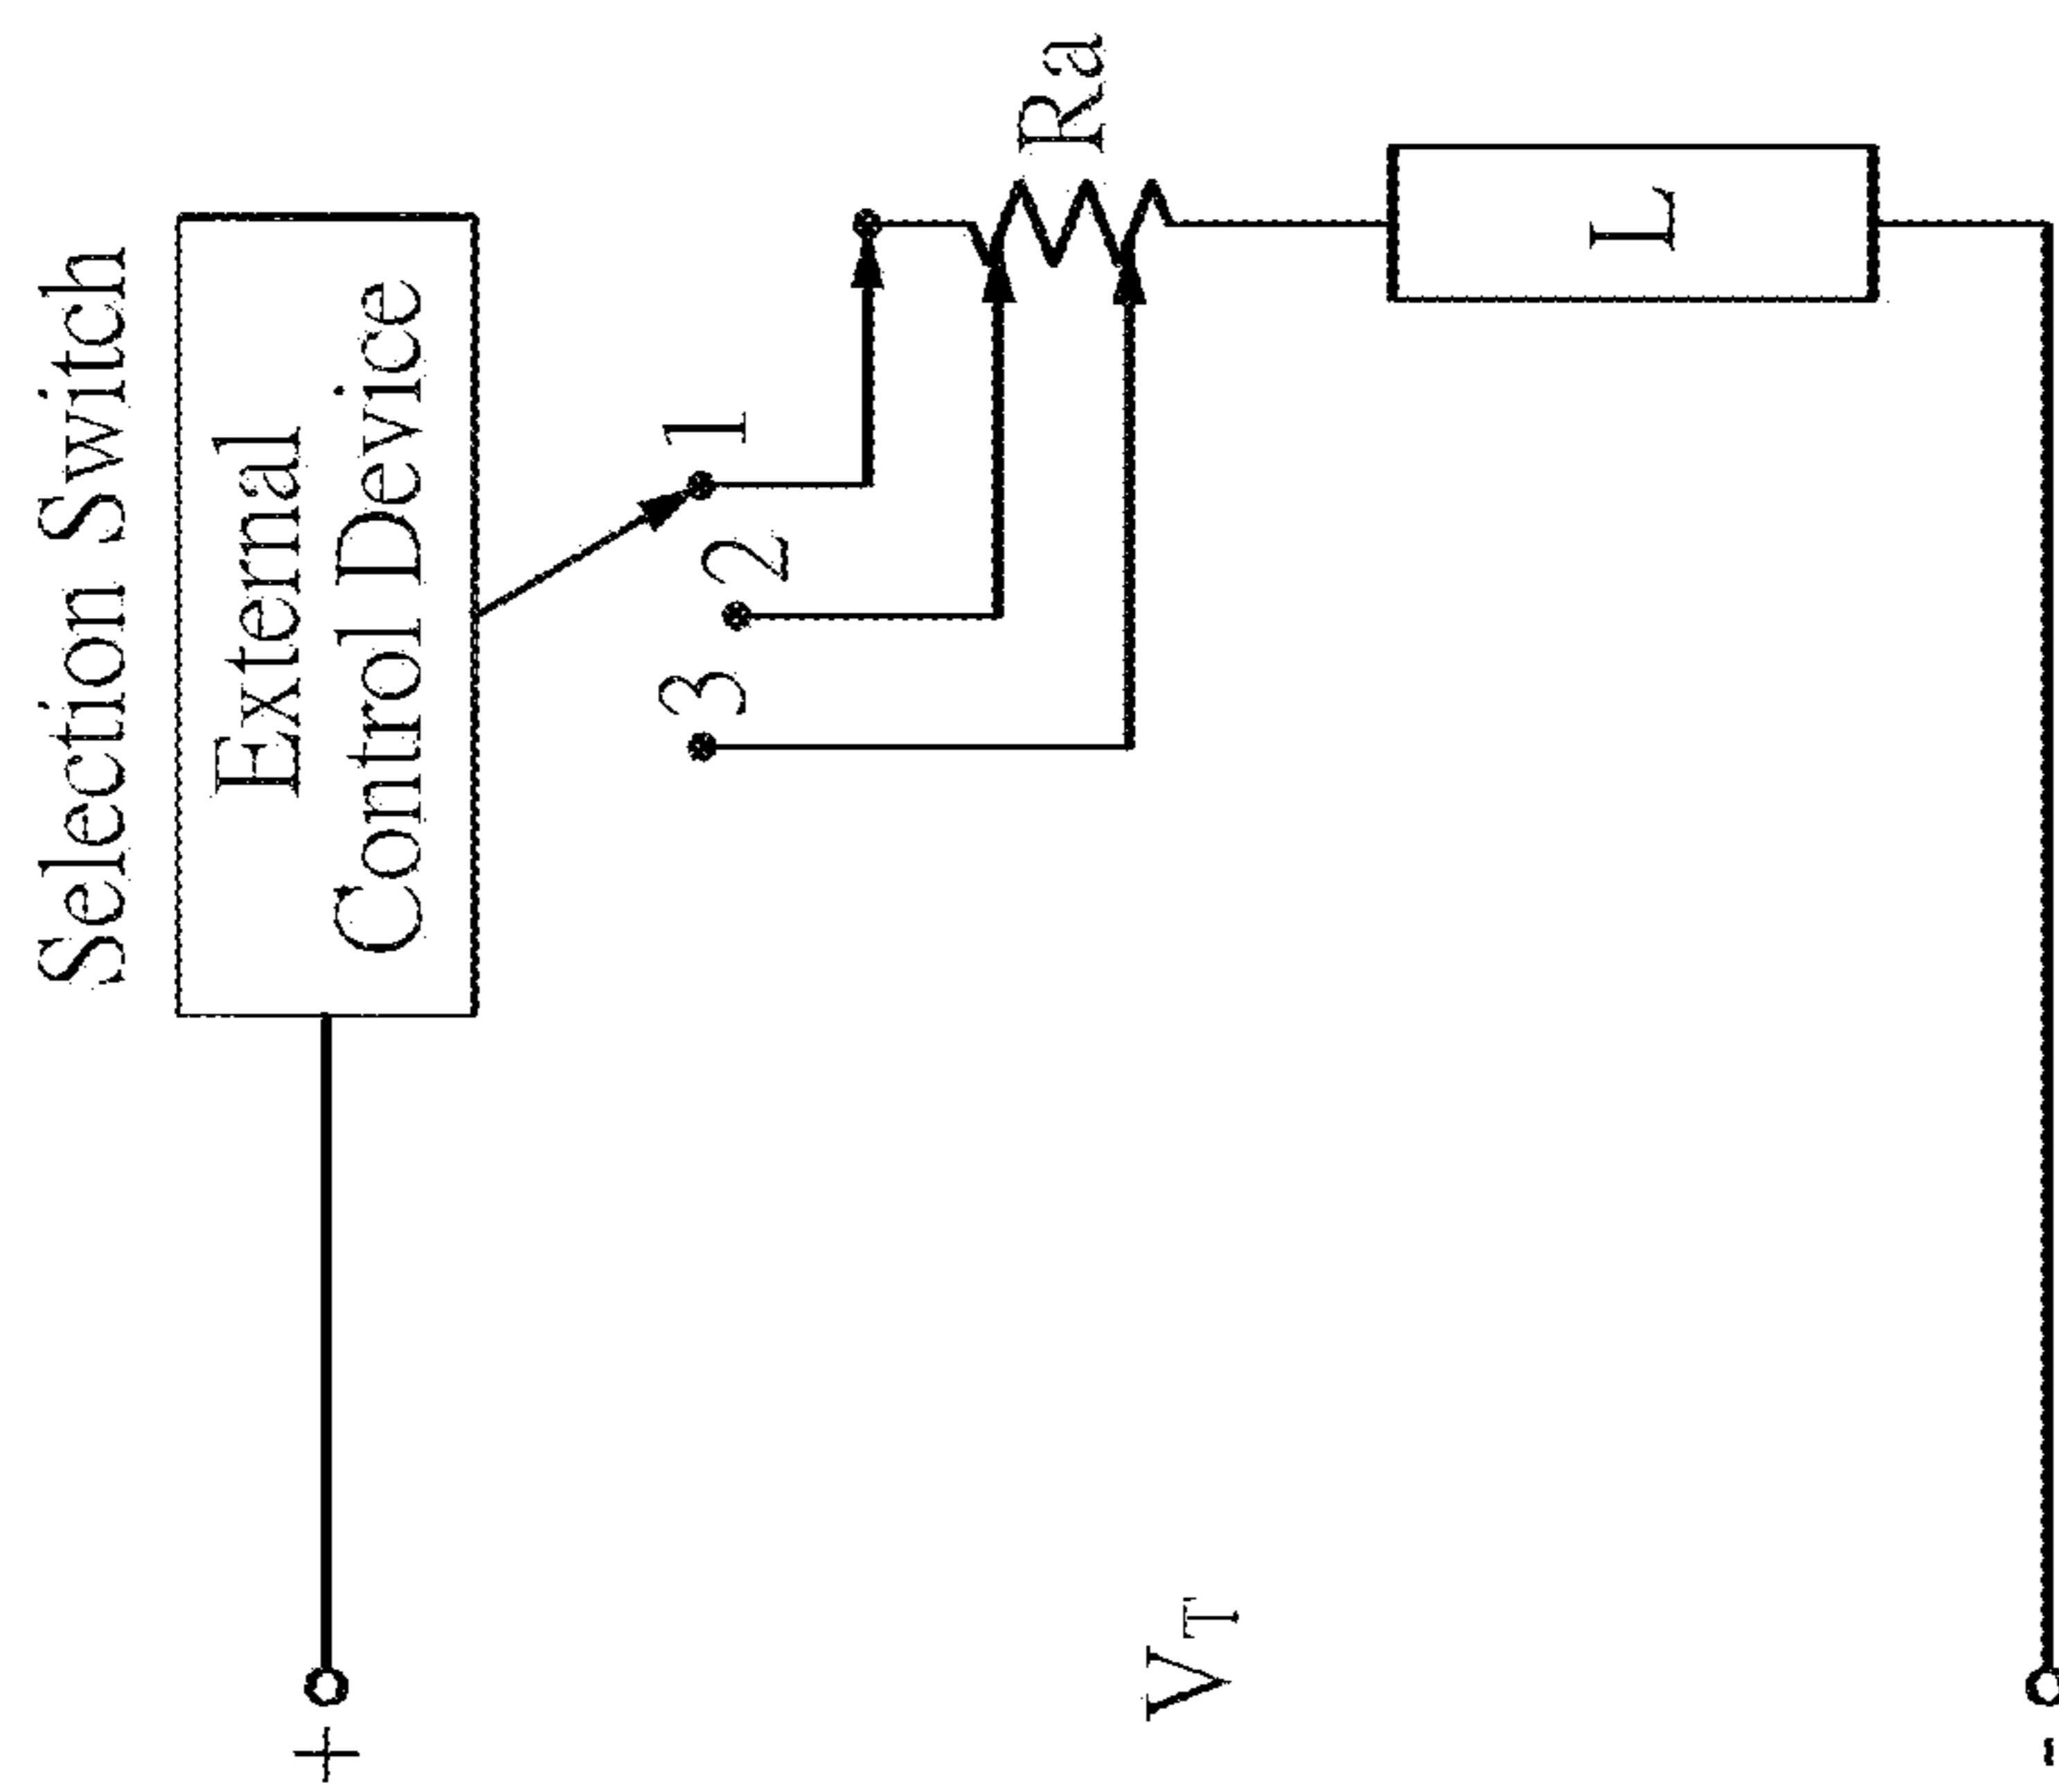 Selection Switch
External
Control Device
1
2
3
Ra
L
+
VT
-